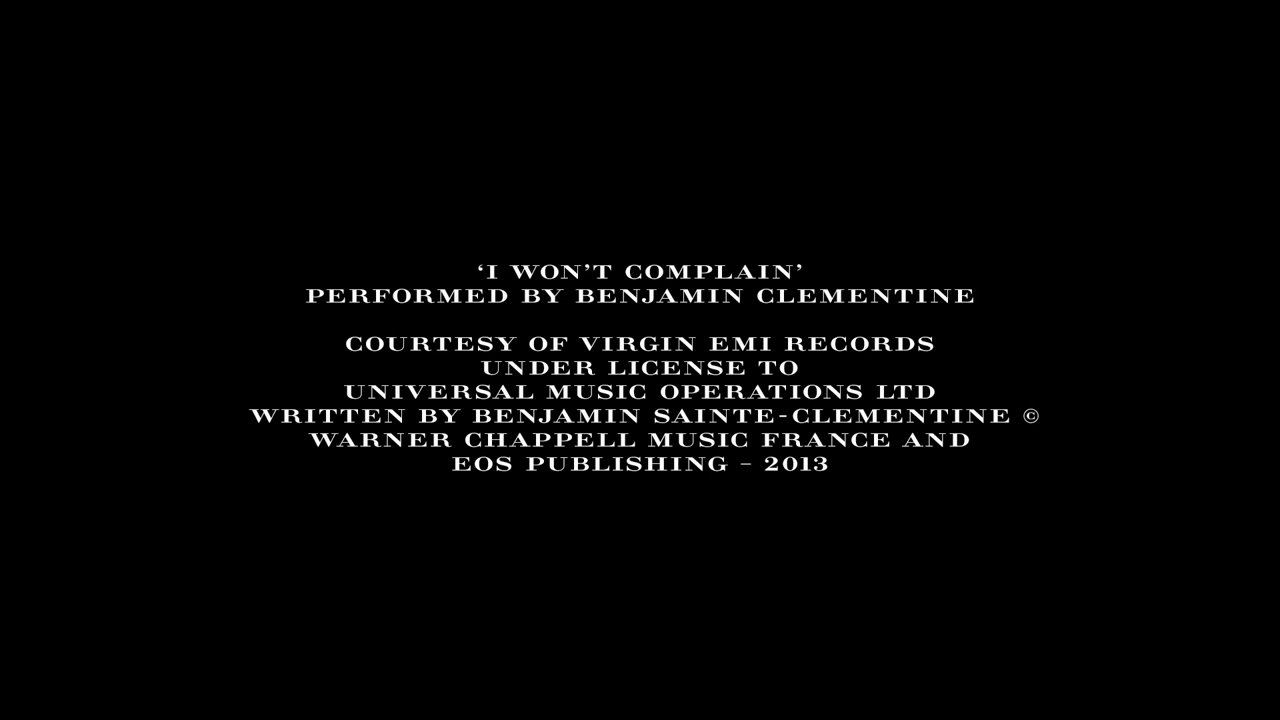 ‘I WON’T COMPLAIN’
PERFORMED BY BENJAMIN CLEMENTINE
COURTESY OF VIRGIN EMI RECORDS
UNDER LICENSE TO
UNIVERSAL MUSIC OPERATIONS LTD
WRITTEN BY BENJAMIN SAINTE-CLEMENTINE ©
WARNER CHAPPELL MUSIC FRANCE AND
EOS PUBLISHING – 2013